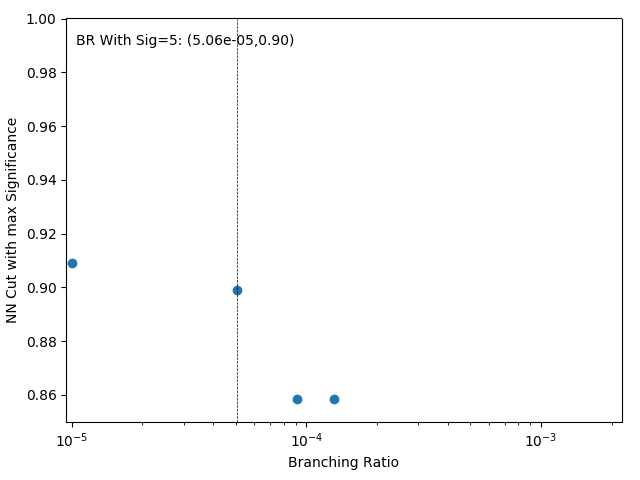 BR With Sig=5: (5.06e-05,0.90)
NN Cut with max Significance
1.00
0.98
0.96
0.94
0.92
0.90
0.88
0.86
10⁻⁵ 10⁻⁴ 10⁻³
Branching Ratio